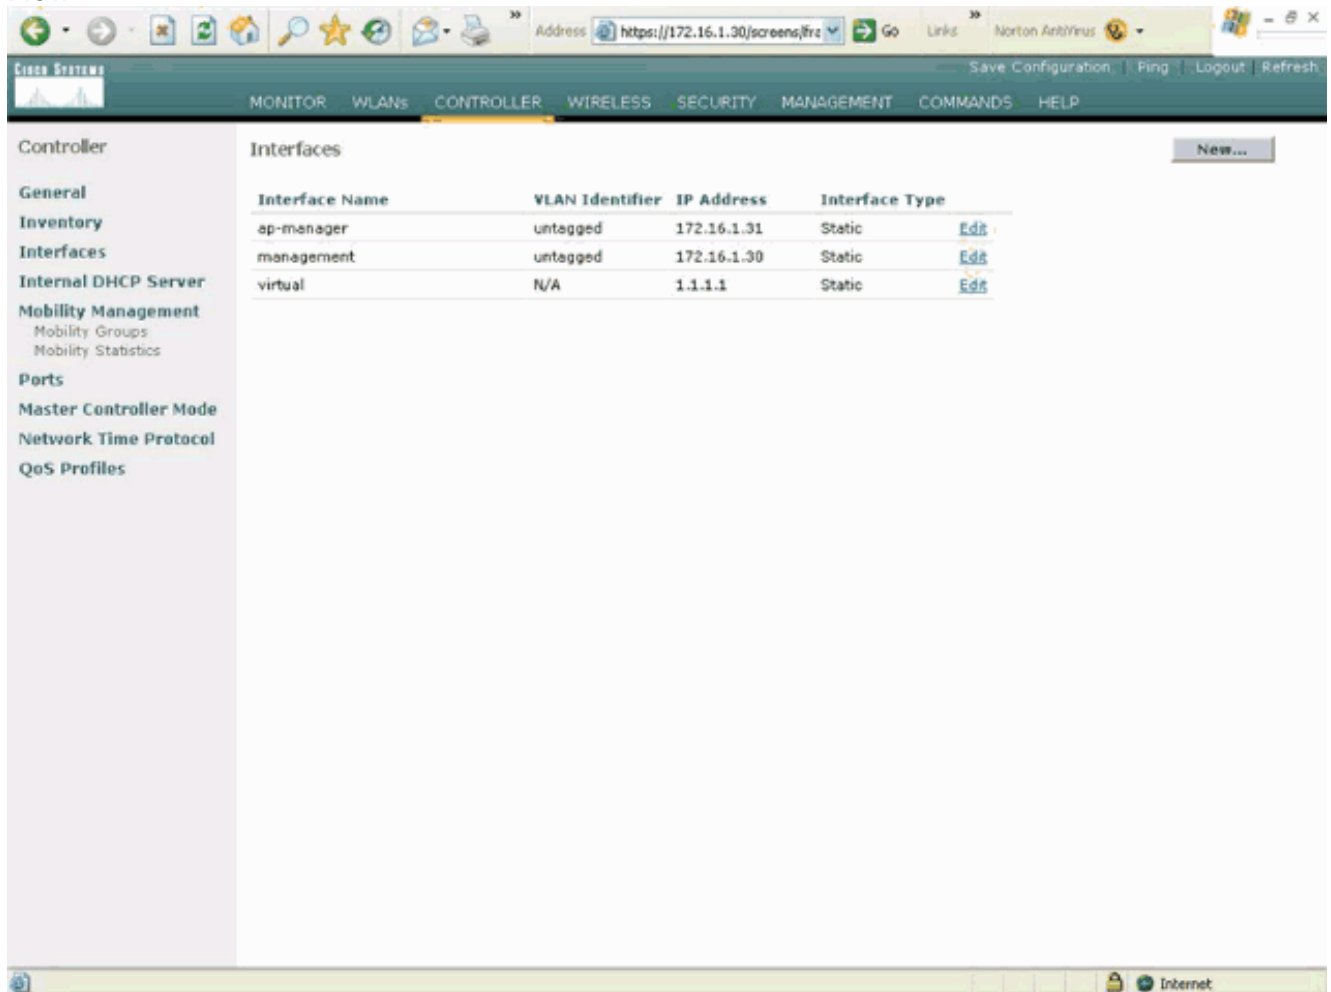 Address https://172.16.1.30/screens/fra Go Links Norton AntiVirus
CISCO SYSTEMS
Save Configuration | Ping | Logout | Refresh
MONITOR WLANs CONTROLLER WIRELESS SECURITY MANAGEMENT COMMANDS HELP
Controller
General
Inventory
Interfaces
Internal DHCP Server
Mobility Management
Mobility Groups
Mobility Statistics
Ports
Master Controller Mode
Network Time Protocol
QoS Profiles
Interfaces
New...
Interface Name VLAN Identifier IP Address Interface Type
ap-manager untagged 172.16.1.31 Static Edit
management untagged 172.16.1.30 Static Edit
virtual N/A 1.1.1.1 Static Edit
Internet